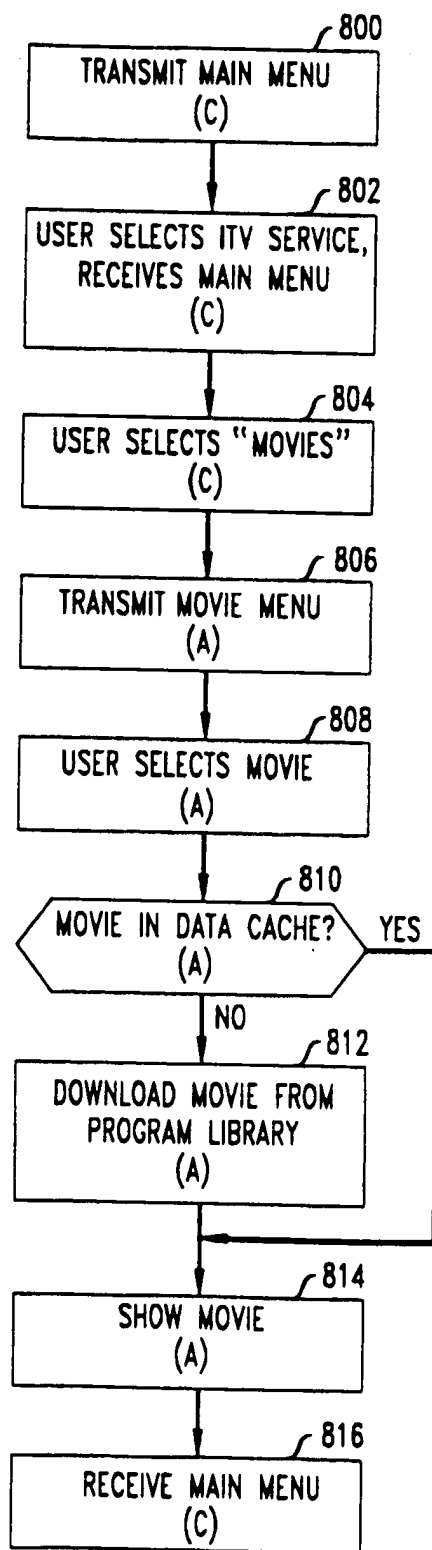 800
TRANSMIT MAIN MENU
(C)
802
USER SELECTS ITV SERVICE,
RECEIVES MAIN MENU
(C)
804
USER SELECTS "MOVIES"
(C)
806
TRANSMIT MOVIE MENU
(A)
808
USER SELECTS MOVIE
(A)
810
MOVIE IN DATA CACHE?
(A)
YES
NO
812
DOWNLOAD MOVIE FROM
PROGRAM LIBRARY
(A)
814
SHOW MOVIE
(A)
816
RECEIVE MAIN MENU
(C)